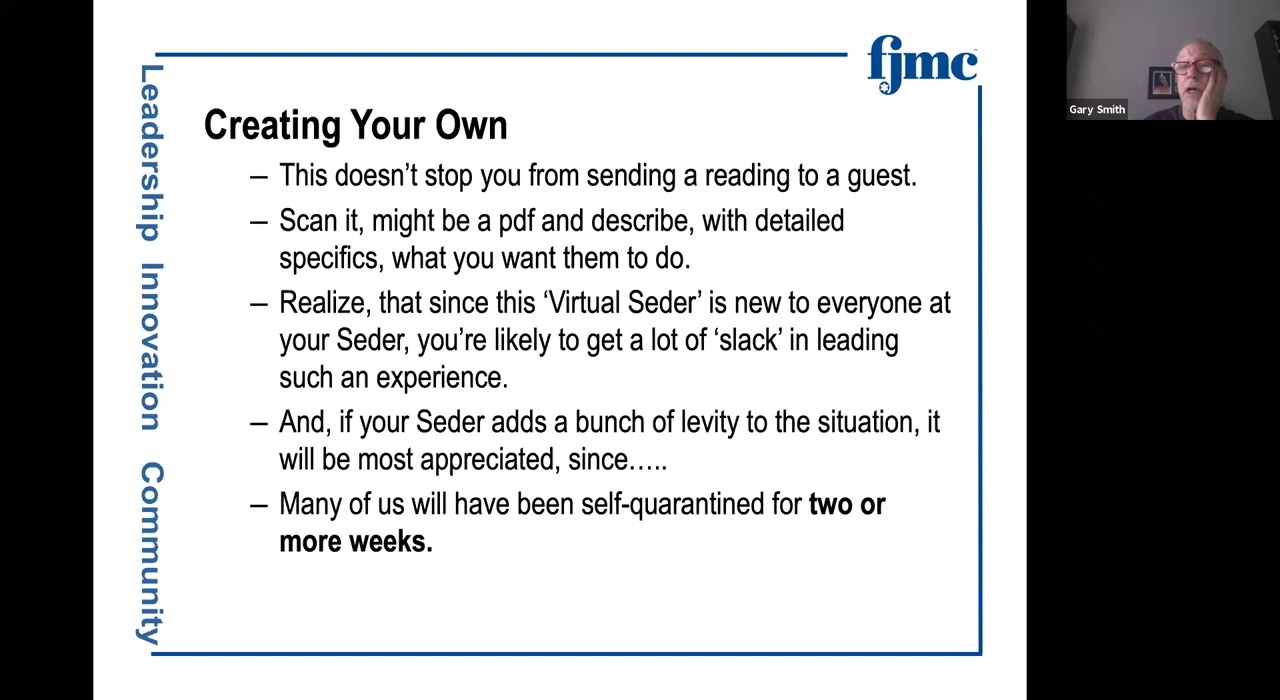 fjmc
Leadership Innovation Community
Creating Your Own
– This doesn’t stop you from sending a reading to a guest.
– Scan it, might be a pdf and describe, with detailed
specifics, what you want them to do.
– Realize, that since this ‘Virtual Seder’ is new to everyone at
your Seder, you’re likely to get a lot of ‘slack’ in leading
such an experience.
– And, if your Seder adds a bunch of levity to the situation, it
will be most appreciated, since…..
– Many of us will have been self-quarantined for two or
more weeks.
Gary Smith